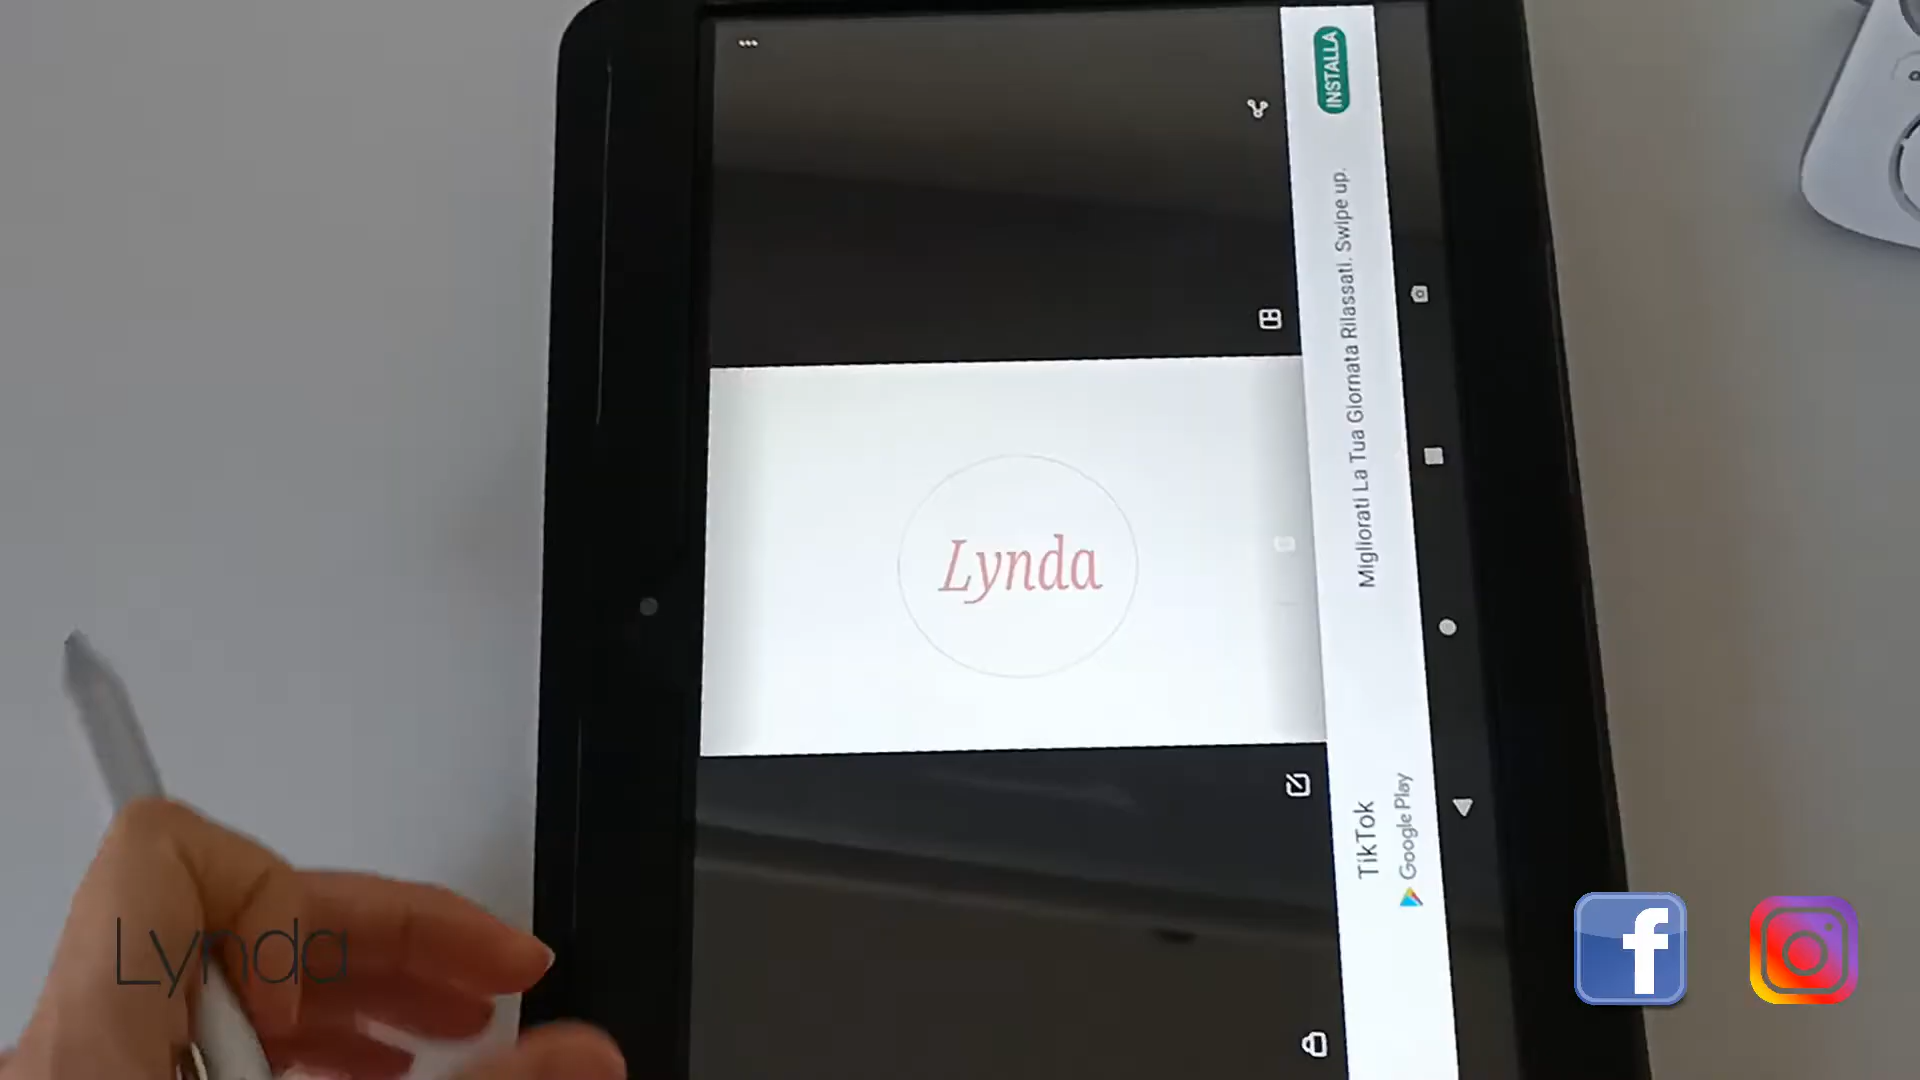 INSTALLA
Migliorati La Tua Giornata Rilassati. Swipe up.
Lynda
TikTok
Google Play
Lynda
f